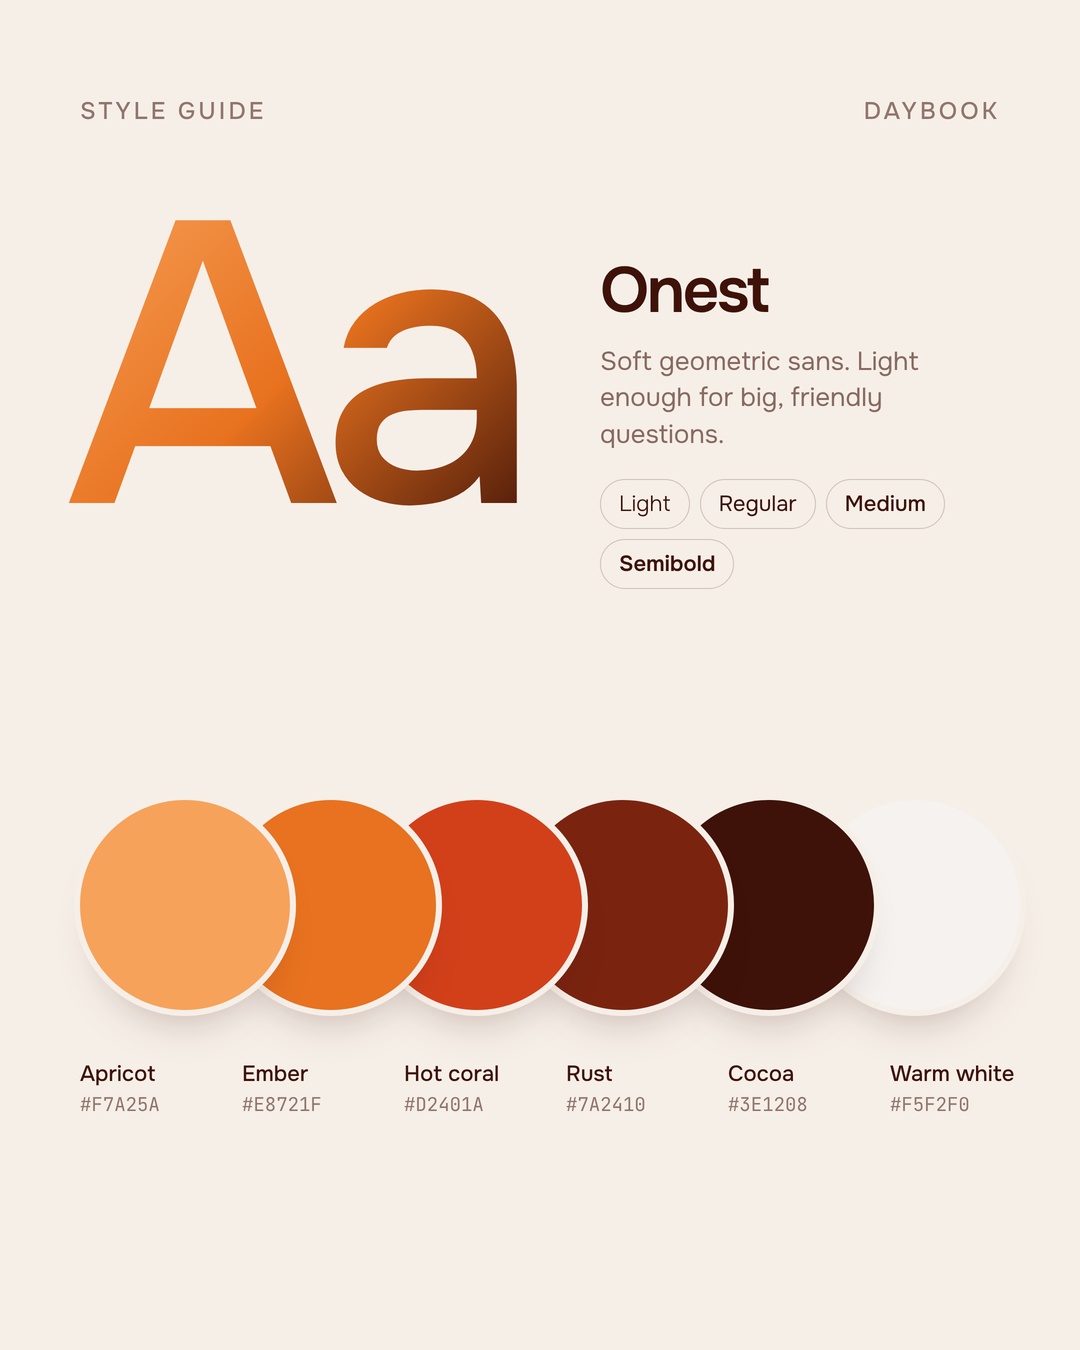 STYLE GUIDE
DAYBOOK
Aa
Onest
Soft geometric sans. Light
enough for big, friendly
questions.
Light
Regular
Medium
Semibold
Apricot
#F7A25A
Ember
#E8721F
Hot coral
#D2401A
Rust
#7A2410
Cocoa
#3E1208
Warm white
#F5F2F0